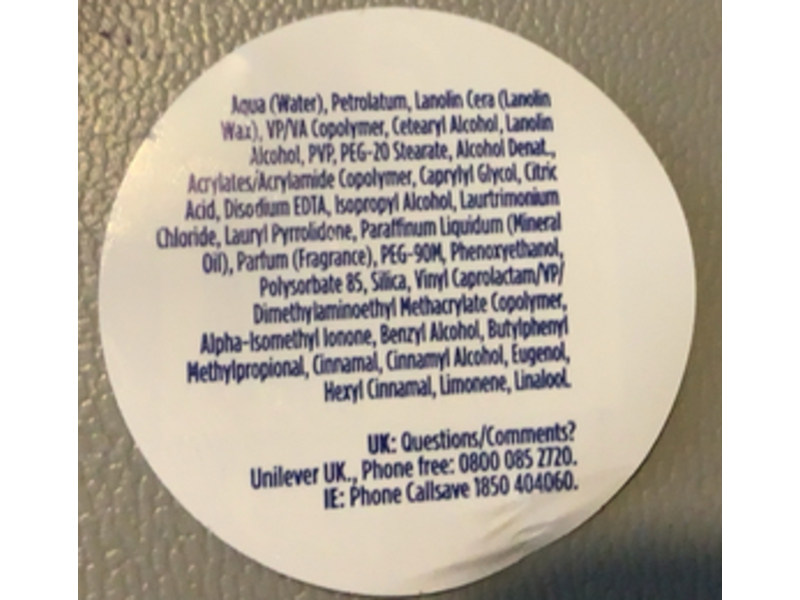 Aqua (Water), Petrolatum, Lanolin Cera (Lanolin
Wax), VP/VA Copolymer, Cetearyl Alcohol, Lanolin
Alcohol, PVP, PEG-20 Stearate, Alcohol Denat.,
Acrylates/Acrylamide Copolymer, Caprylyl Glycol, Citric
Acid, Disodium EDTA, Isopropyl Alcohol, Laurtrimonium
Chloride, Lauryl Pyrrolidone, Paraffinum Liquidum (Mineral
Oil), Parfum (Fragrance), PEG-90M, Phenoxyethanol,
Polysorbate 85, Silica, Vinyl Caprolactam/VP/
Dimethylaminoethyl Methacrylate Copolymer,
Alpha-Isomethyl Ionone, Benzyl Alcohol, Butylphenyl
Methylpropional, Cinnamal, Cinnamyl Alcohol, Eugenol,
Hexyl Cinnamal, Limonene, Linalool.
UK: Questions/Comments?
Unilever UK., Phone free: 0800 085 2720.
IE: Phone Callsave 1850 404060.